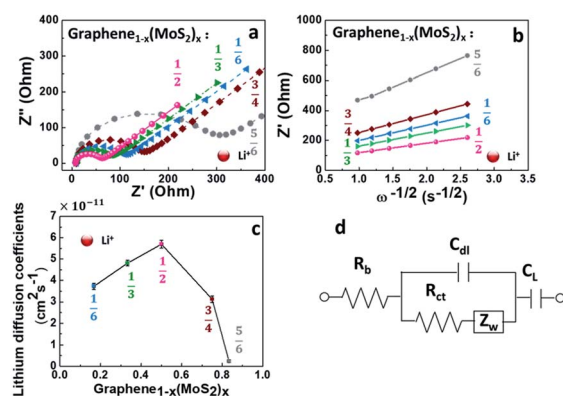 Graphene1-x(MoS2)x :
a
Z'' (Ohm)
400
300
200
100
0
1/2
1/3
1/6
3/4
5/6
Li+
0 100 200 300 400
Z' (Ohm)
Graphene1-x(MoS2)x :
b
Z' (Ohm)
1000
800
600
400
200
0
5/6
3/4
1/6
1/3
1/2
Li+
0.5 1.0 1.5 2.0 2.5 3.0 3.5
ω-1/2 (s-1/2)
Lithium diffusion coefficients
(cm2s-1)
× 10-11
7
6
5
4
3
2
1
0
Li+
c
1/6
1/3
1/2
3/4
5/6
0.0 0.2 0.4 0.6 0.8 1.0
Graphene1-x(MoS2)x
d
Rb
Cdl
Rct
Zw
CL